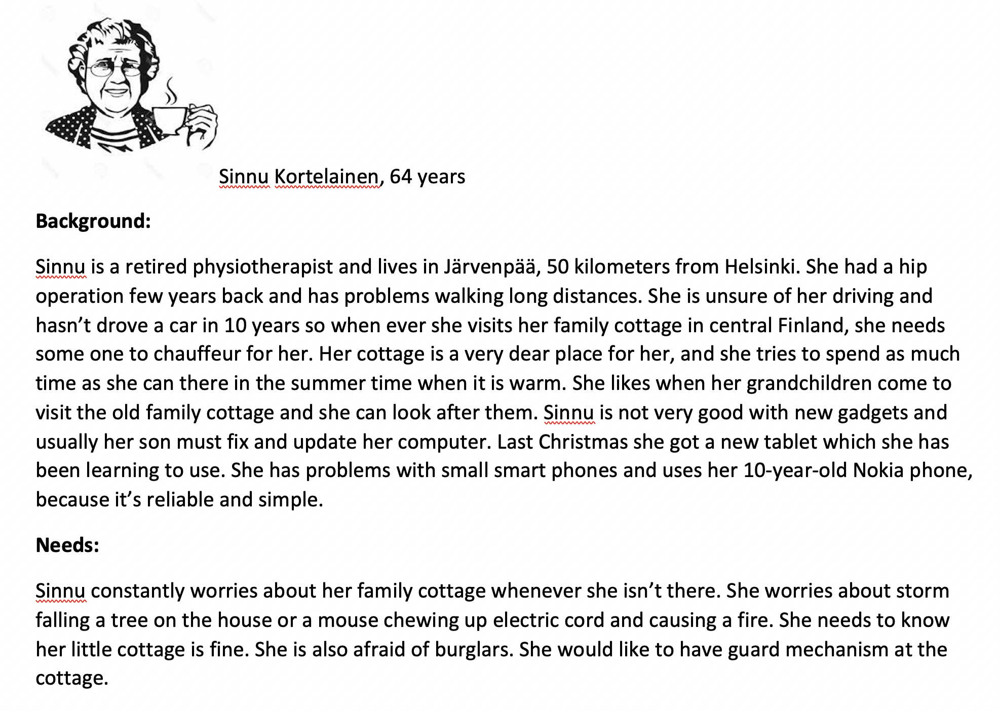 Sinnu Kortelainen, 64 years
Background:
Sinnu is a retired physiotherapist and lives in Järvenpää, 50 kilometers from Helsinki. She had a hip
operation few years back and has problems walking long distances. She is unsure of her driving and
hasn’t drove a car in 10 years so when ever she visits her family cottage in central Finland, she needs
some one to chauffeur for her. Her cottage is a very dear place for her, and she tries to spend as much
time as she can there in the summer time when it is warm. She likes when her grandchildren come to
visit the old family cottage and she can look after them. Sinnu is not very good with new gadgets and
usually her son must fix and update her computer. Last Christmas she got a new tablet which she has
been learning to use. She has problems with small smart phones and uses her 10-year-old Nokia phone,
because it’s reliable and simple.
Needs:
Sinnu constantly worries about her family cottage whenever she isn’t there. She worries about storm
falling a tree on the house or a mouse chewing up electric cord and causing a fire. She needs to know
her little cottage is fine. She is also afraid of burglars. She would like to have guard mechanism at the
cottage.